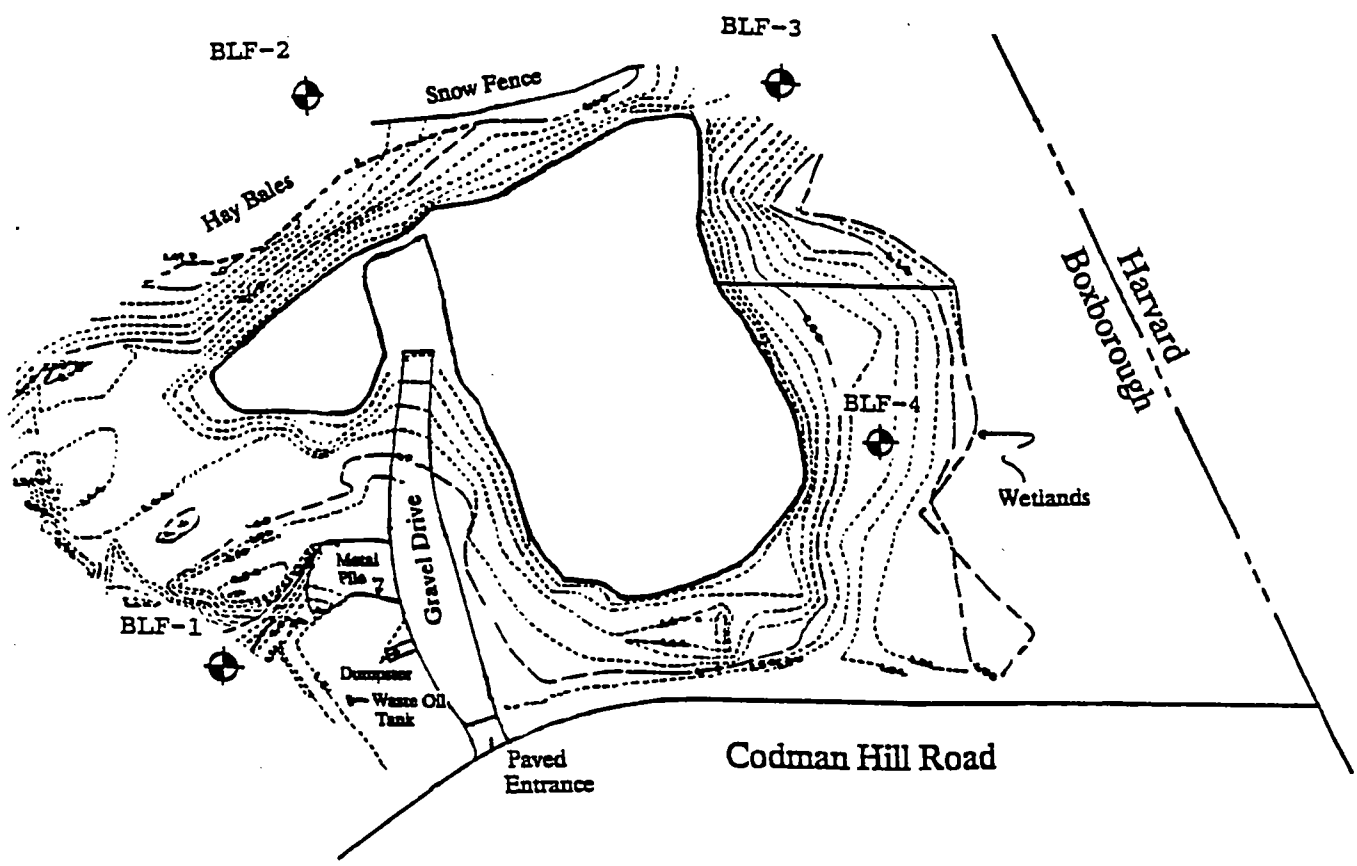 BLF-2
BLF-3
Snow Fence
Hay Bales
Harvard
Boxborough
BLF-4
Wetlands
Gravel Drive
Metal
Pile
BLF-1
Dumpster
Waste Oil
Tank
Paved
Entrance
Codman Hill Road